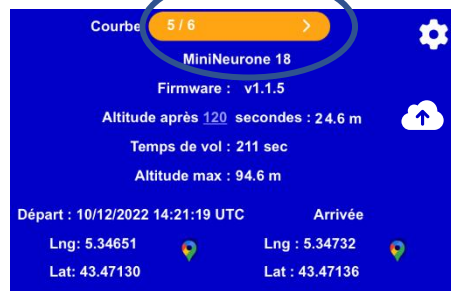 Courbe 5 / 6
MiniNeurone 18
Firmware : v1.1.5
Altitude après 120 secondes : 24.6 m
Temps de vol : 211 sec
Altitude max : 94.6 m
Départ : 10/12/2022 14:21:19 UTC Arrivée
Lng: 5.34651 Lng : 5.34732
Lat: 43.47130 Lat : 43.47136